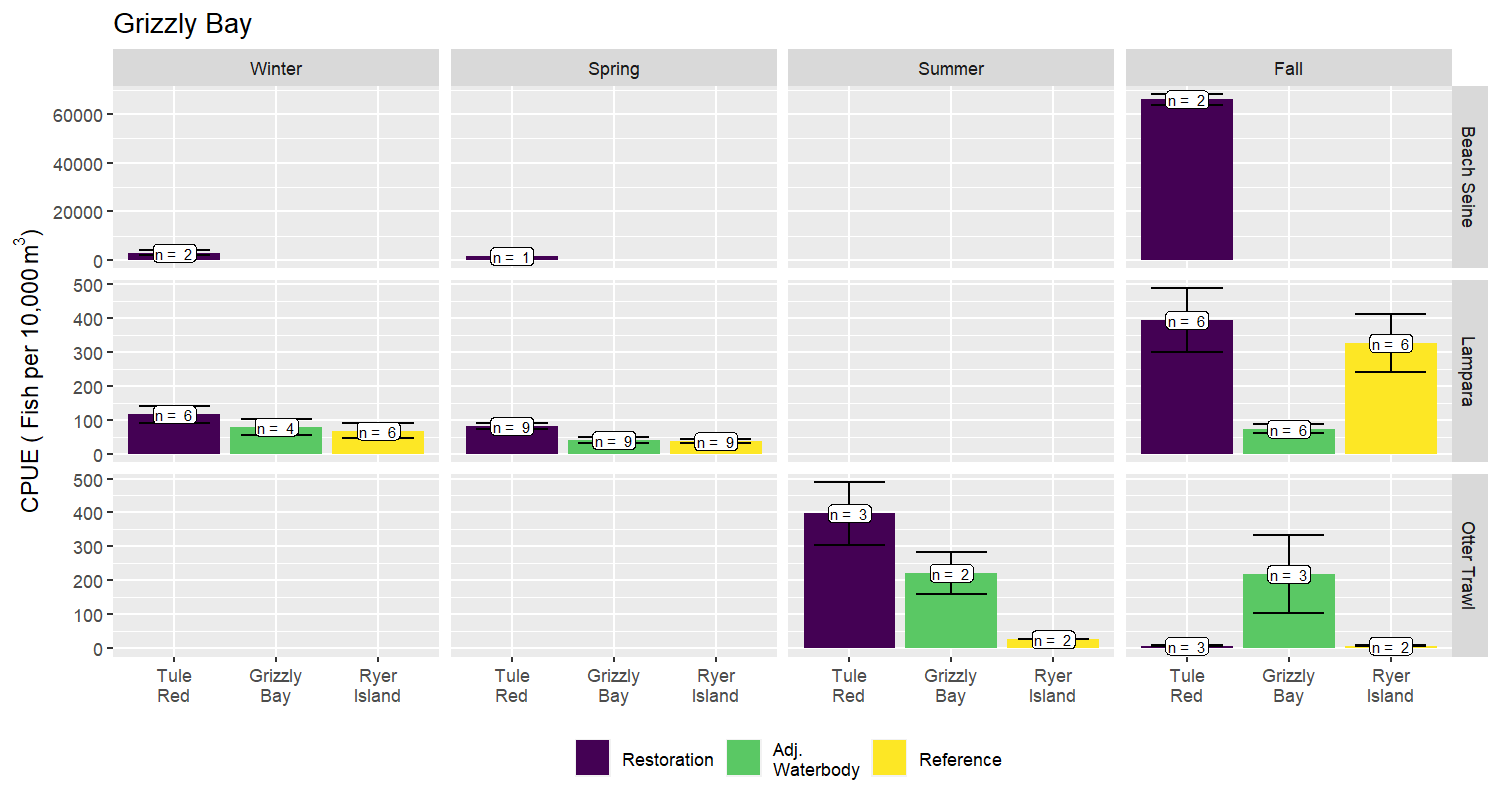 Grizzly Bay
Winter
Spring
Summer
Fall
CPUE ( Fish per 10,000 m³)
60000
40000
20000
0
n = 2
n = 1
n = 2
Beach Seine
500
400
300
200
100
0
n = 6
n = 4
n = 6
n = 9
n = 9
n = 9
n = 6
n = 6
n = 6
Lampara
500
400
300
200
100
0
n = 3
n = 2
n = 2
n = 3
n = 3
n = 2
Otter Trawl
Tule
Red
Grizzly
Bay
Ryer
Island
Tule
Red
Grizzly
Bay
Ryer
Island
Tule
Red
Grizzly
Bay
Ryer
Island
Tule
Red
Grizzly
Bay
Ryer
Island
Restoration
Adj.
Waterbody
Reference